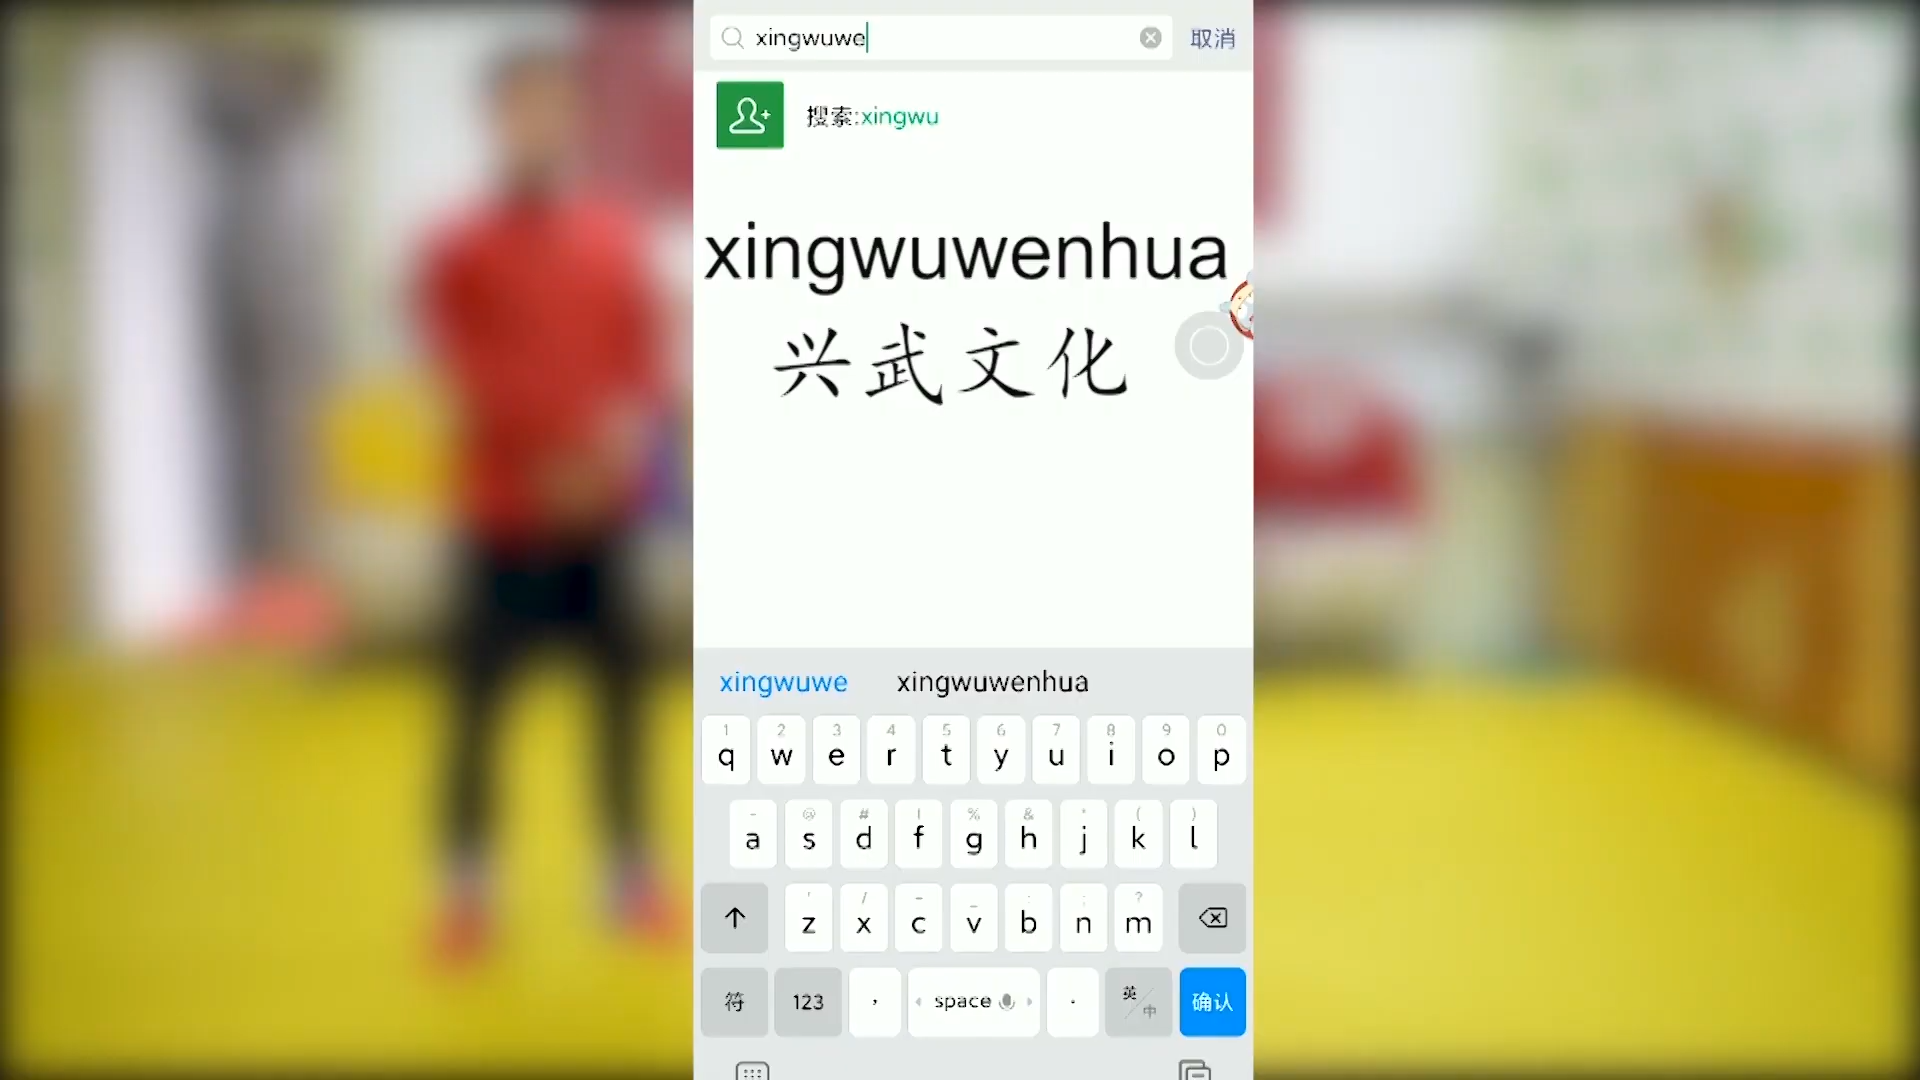 xingwuwe
取消
搜索:xingwu
xingwuwenhua
兴武文化
xingwuwe xingwuwenhua
1 2 3 4 5 6 7 8 9 0
q w e r t y u i o p
- @ # ! % & * ( )
a s d f g h j k l
' / - _ : ; ?
z x c v b n m
符 123 , space . 英/中 确认